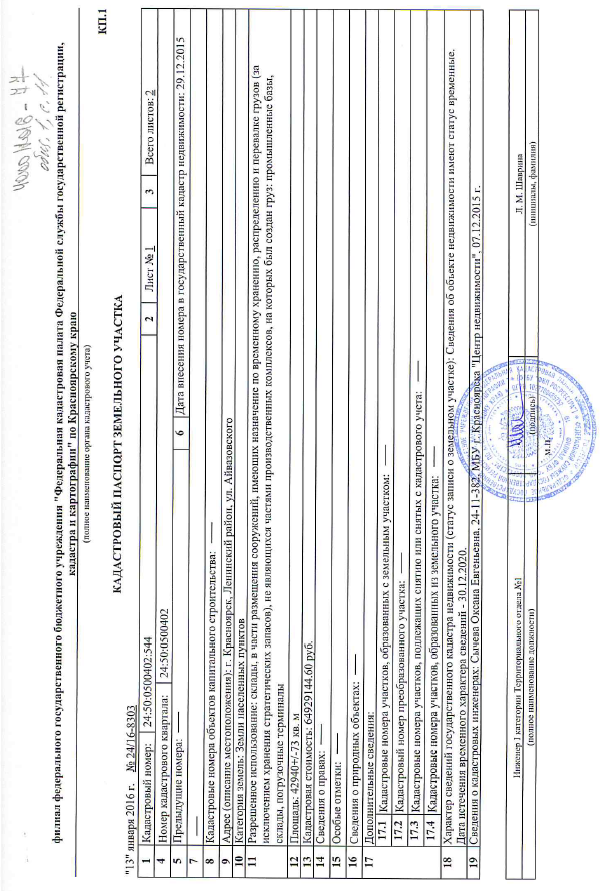 филиал федерального государственного бюджетного учреждения "Федеральная кадастровая палата Федеральной службы государственной регистрации,
кадастра и картографии" по Красноярскому краю
(полное наименование органа кадастрового учета)
КП.1
КАДАСТРОВЫЙ ПАСПОРТ ЗЕМЕЛЬНОГО УЧАСТКА
"13" января 2016 г. № 24/16-8303
1 Кадастровый номер: 24:50:0500402:544 2 Лист № 1 3 Всего листов: 2
4 Номер кадастрового квартала: 24:50:0500402
5 Предыдущие номера: —— 6 Дата внесения номера в государственный кадастр недвижимости: 29.12.2015
7 ——
8 Кадастровые номера объектов капитального строительства: ——
9 Адрес (описание местоположения): г. Красноярск, Ленинский район, ул. Айвазовского
10 Категория земель: Земли населенных пунктов
11 Разрешенное использование: склады, в части размещения сооружений, имеющих назначение по временному хранению, распределению и перевалке грузов (за
исключением хранения стратегических запасов), не являющихся частями производственных комплексов, на которых был создан груз: промышленные базы,
склады, погрузочные терминалы
12 Площадь: 42940+/-73 кв. м
13 Кадастровая стоимость: 64929144.60 руб.
14 Сведения о правах: ——
15 Особые отметки: ——
16 Сведения о природных объектах: ——
17 Дополнительные сведения:
17.1 Кадастровые номера участков, образованных с земельным участком: ——
17.2 Кадастровый номер преобразованного участка: ——
17.3 Кадастровые номера участков, подлежащих снятию или снятых с кадастрового учета: ——
17.4 Кадастровые номера участков, образованных из земельного участка: ——
18 Характер сведений государственного кадастра недвижимости (статус записи о земельном участке): Сведения об объекте недвижимости имеют статус временные.
Дата истечения временного характера сведений - 30.12.2020.
19 Сведения о кадастровых инженерах: Сычева Оксана Евгеньевна, 24-11-382, МБУ г. Красноярска "Центр недвижимости", 07.12.2015 г.
Инженер 1 категории Территориального отдела №1 Л. М. Шаврина
(полное наименование должности) (подпись) (инициалы, фамилия)
М.П.